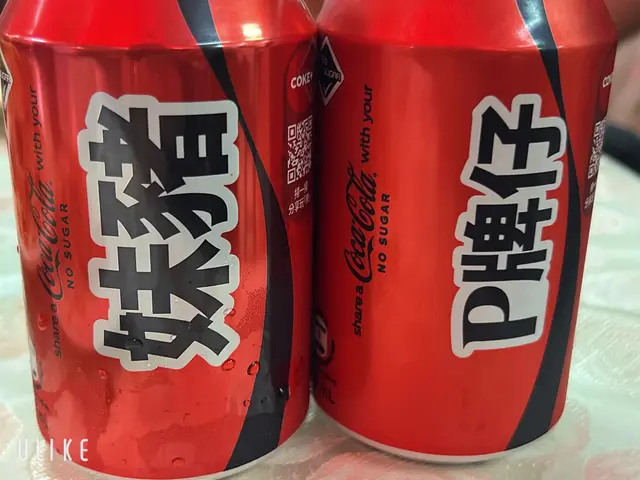 share a Coca-Cola with your
NO SUGAR
妹豬
COKE+
share a Coca-Cola with your
NO SUGAR
P牌仔
ULIKE